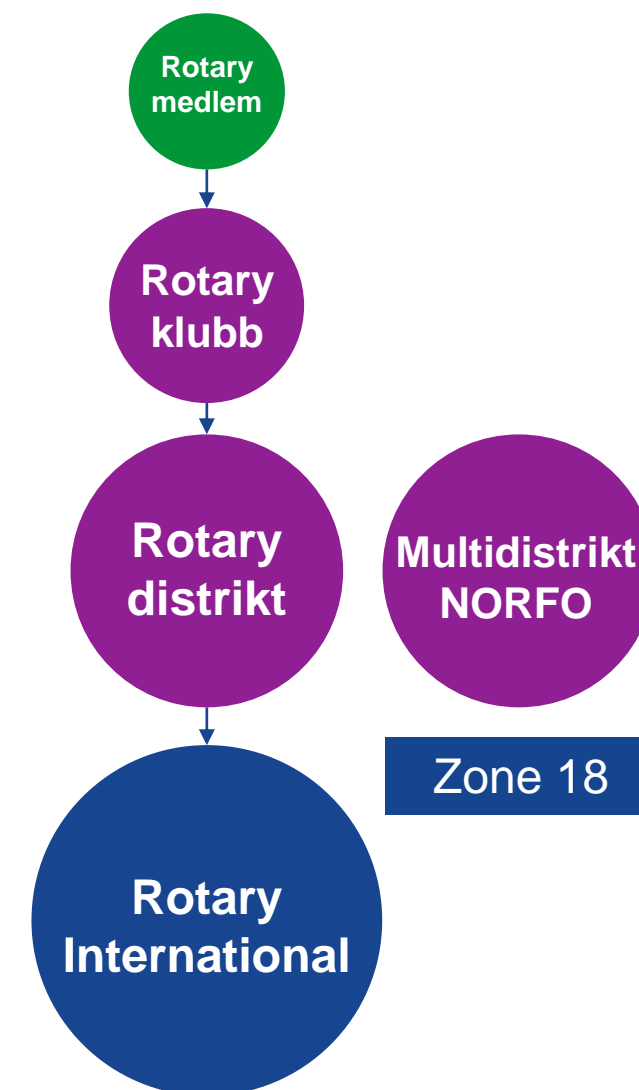 Rotary
medlem
Rotary
klubb
Rotary
distrikt
Multidistrikt
NORFO
Zone 18
Rotary
International